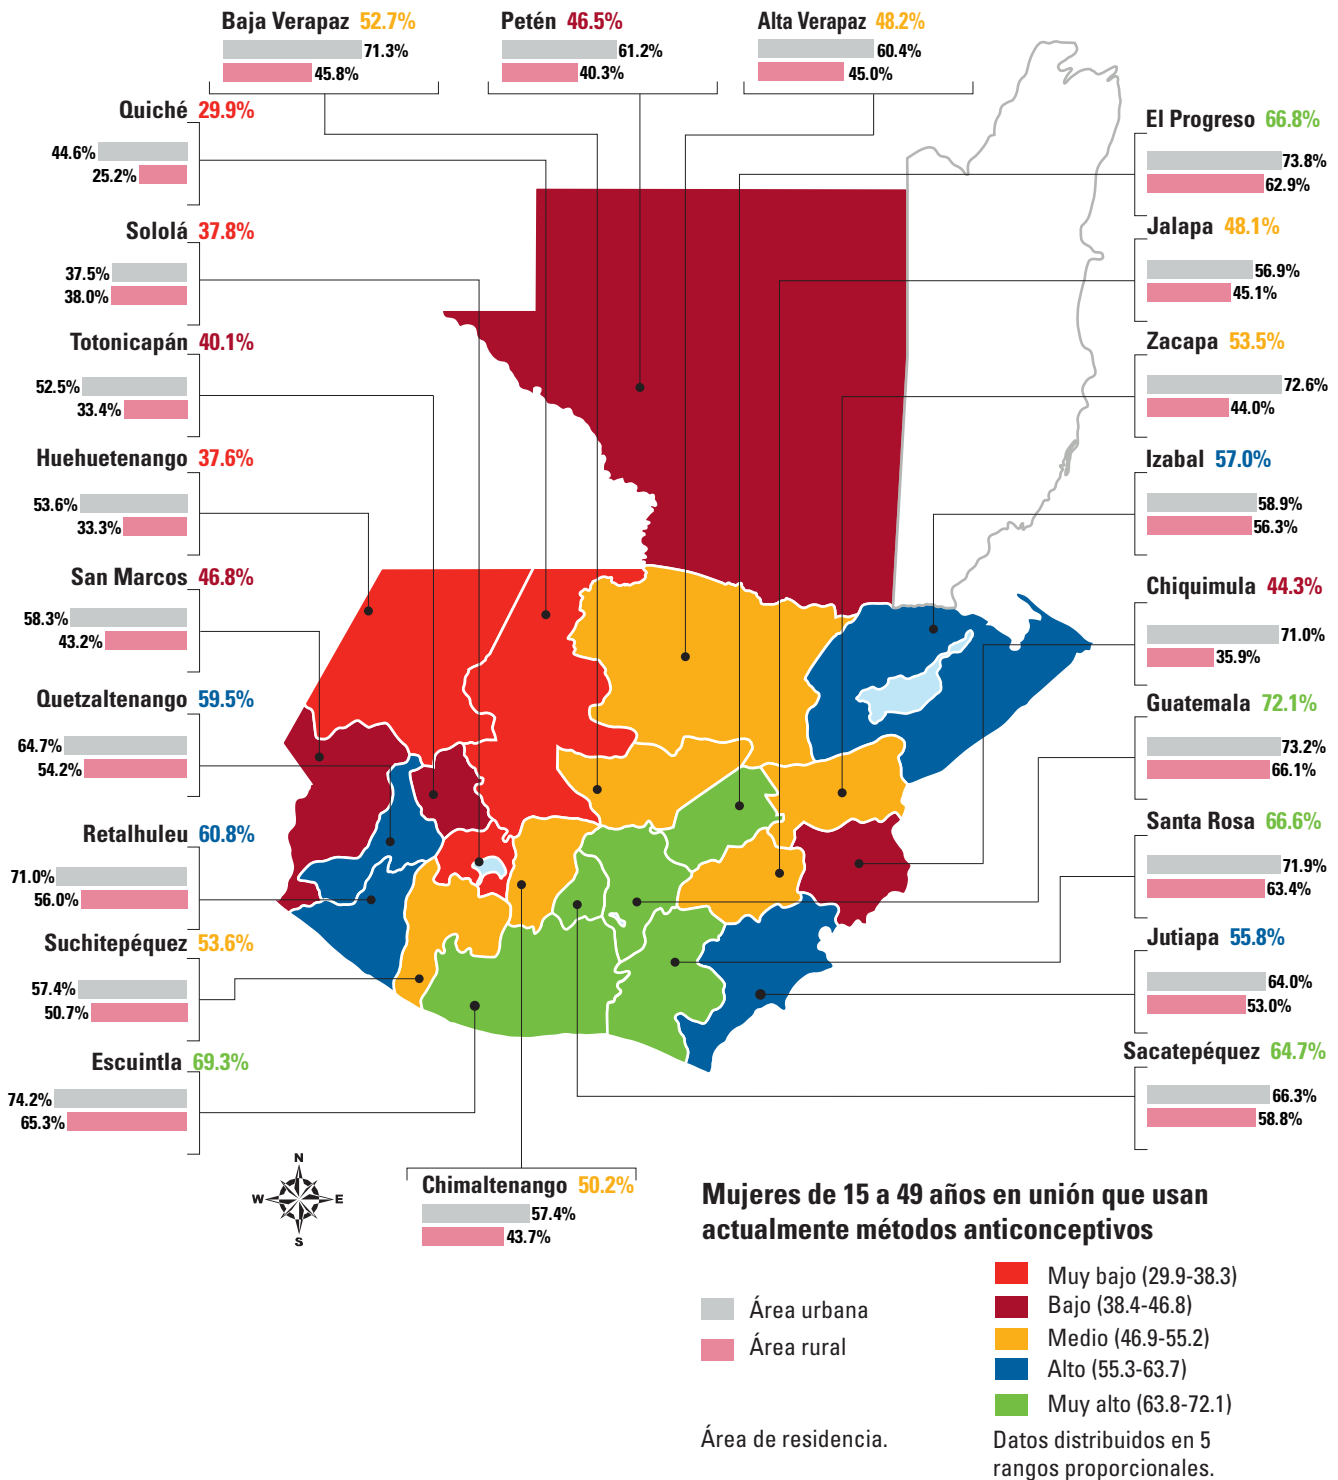 Baja Verapaz 52.7%
71.3%
45.8%
Petén 46.5%
61.2%
40.3%
Alta Verapaz 48.2%
60.4%
45.0%
Quiché 29.9%
44.6%
25.2%
Sololá 37.8%
37.5%
38.0%
Totonicapán 40.1%
52.5%
33.4%
Huehuetenango 37.6%
53.6%
33.3%
San Marcos 46.8%
58.3%
43.2%
Quetzaltenango 59.5%
64.7%
54.2%
Retalhuleu 60.8%
71.0%
56.0%
Suchitepéquez 53.6%
57.4%
50.7%
Escuintla 69.3%
74.2%
65.3%
El Progreso 66.8%
73.8%
62.9%
Jalapa 48.1%
56.9%
45.1%
Zacapa 53.5%
72.6%
44.0%
Izabal 57.0%
58.9%
56.3%
Chiquimula 44.3%
71.0%
35.9%
Guatemala 72.1%
73.2%
66.1%
Santa Rosa 66.6%
71.9%
63.4%
Jutiapa 55.8%
64.0%
53.0%
Sacatepéquez 64.7%
66.3%
58.8%
N
W E
S
Chimaltenango 50.2%
57.4%
43.7%
Mujeres de 15 a 49 años en unión que usan
actualmente métodos anticonceptivos
Área urbana
Área rural
Área de residencia.
Muy bajo (29.9-38.3)
Bajo (38.4-46.8)
Medio (46.9-55.2)
Alto (55.3-63.7)
Muy alto (63.8-72.1)
Datos distribuidos en 5
rangos proporcionales.